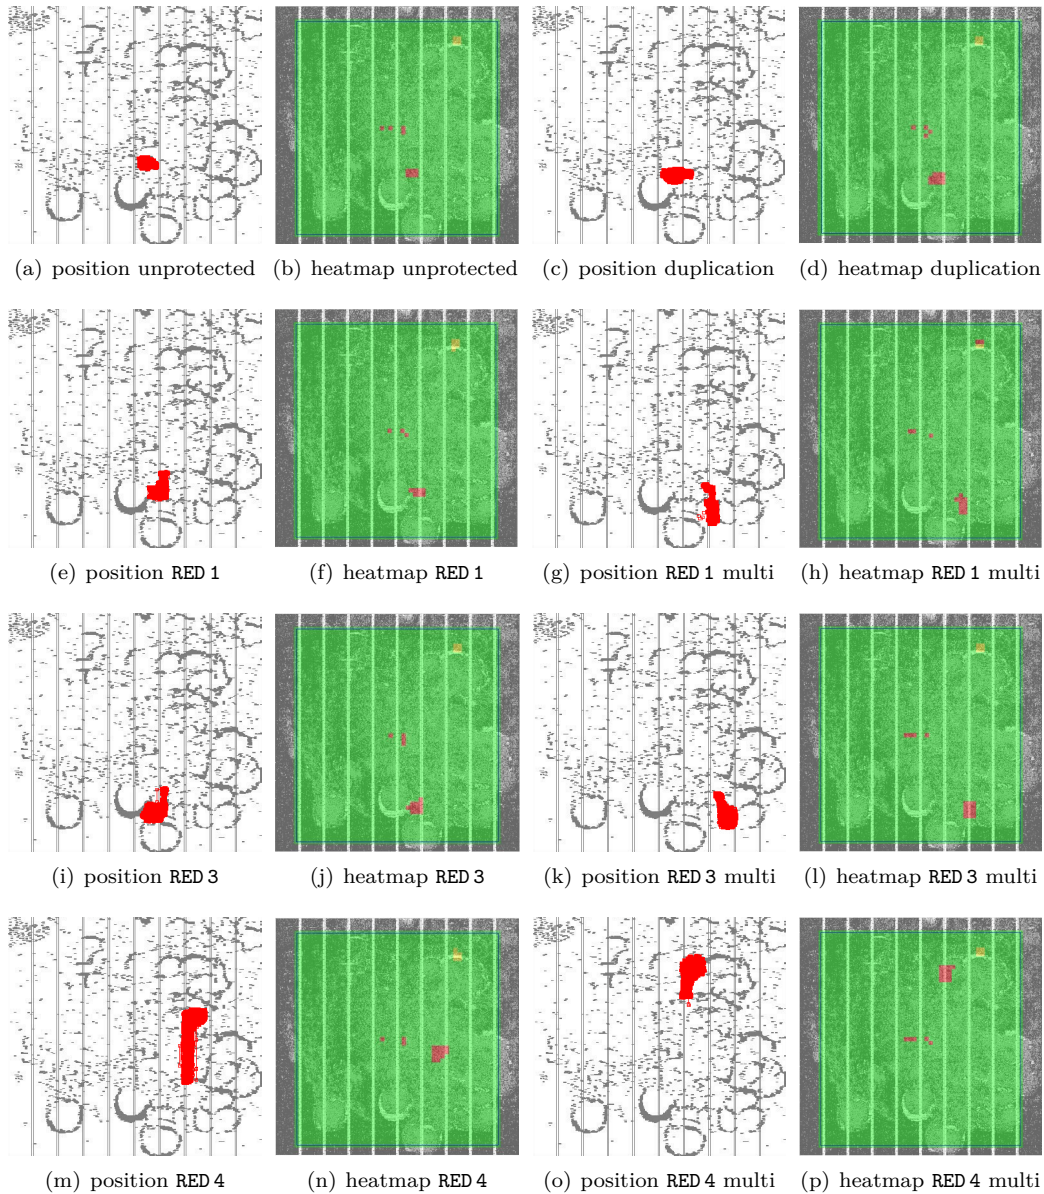 (a) position unprotected
(b) heatmap unprotected
(c) position duplication
(d) heatmap duplication
(e) position RED 1
(f) heatmap RED 1
(g) position RED 1 multi
(h) heatmap RED 1 multi
(i) position RED 3
(j) heatmap RED 3
(k) position RED 3 multi
(l) heatmap RED 3 multi
(m) position RED 4
(n) heatmap RED 4
(o) position RED 4 multi
(p) heatmap RED 4 multi